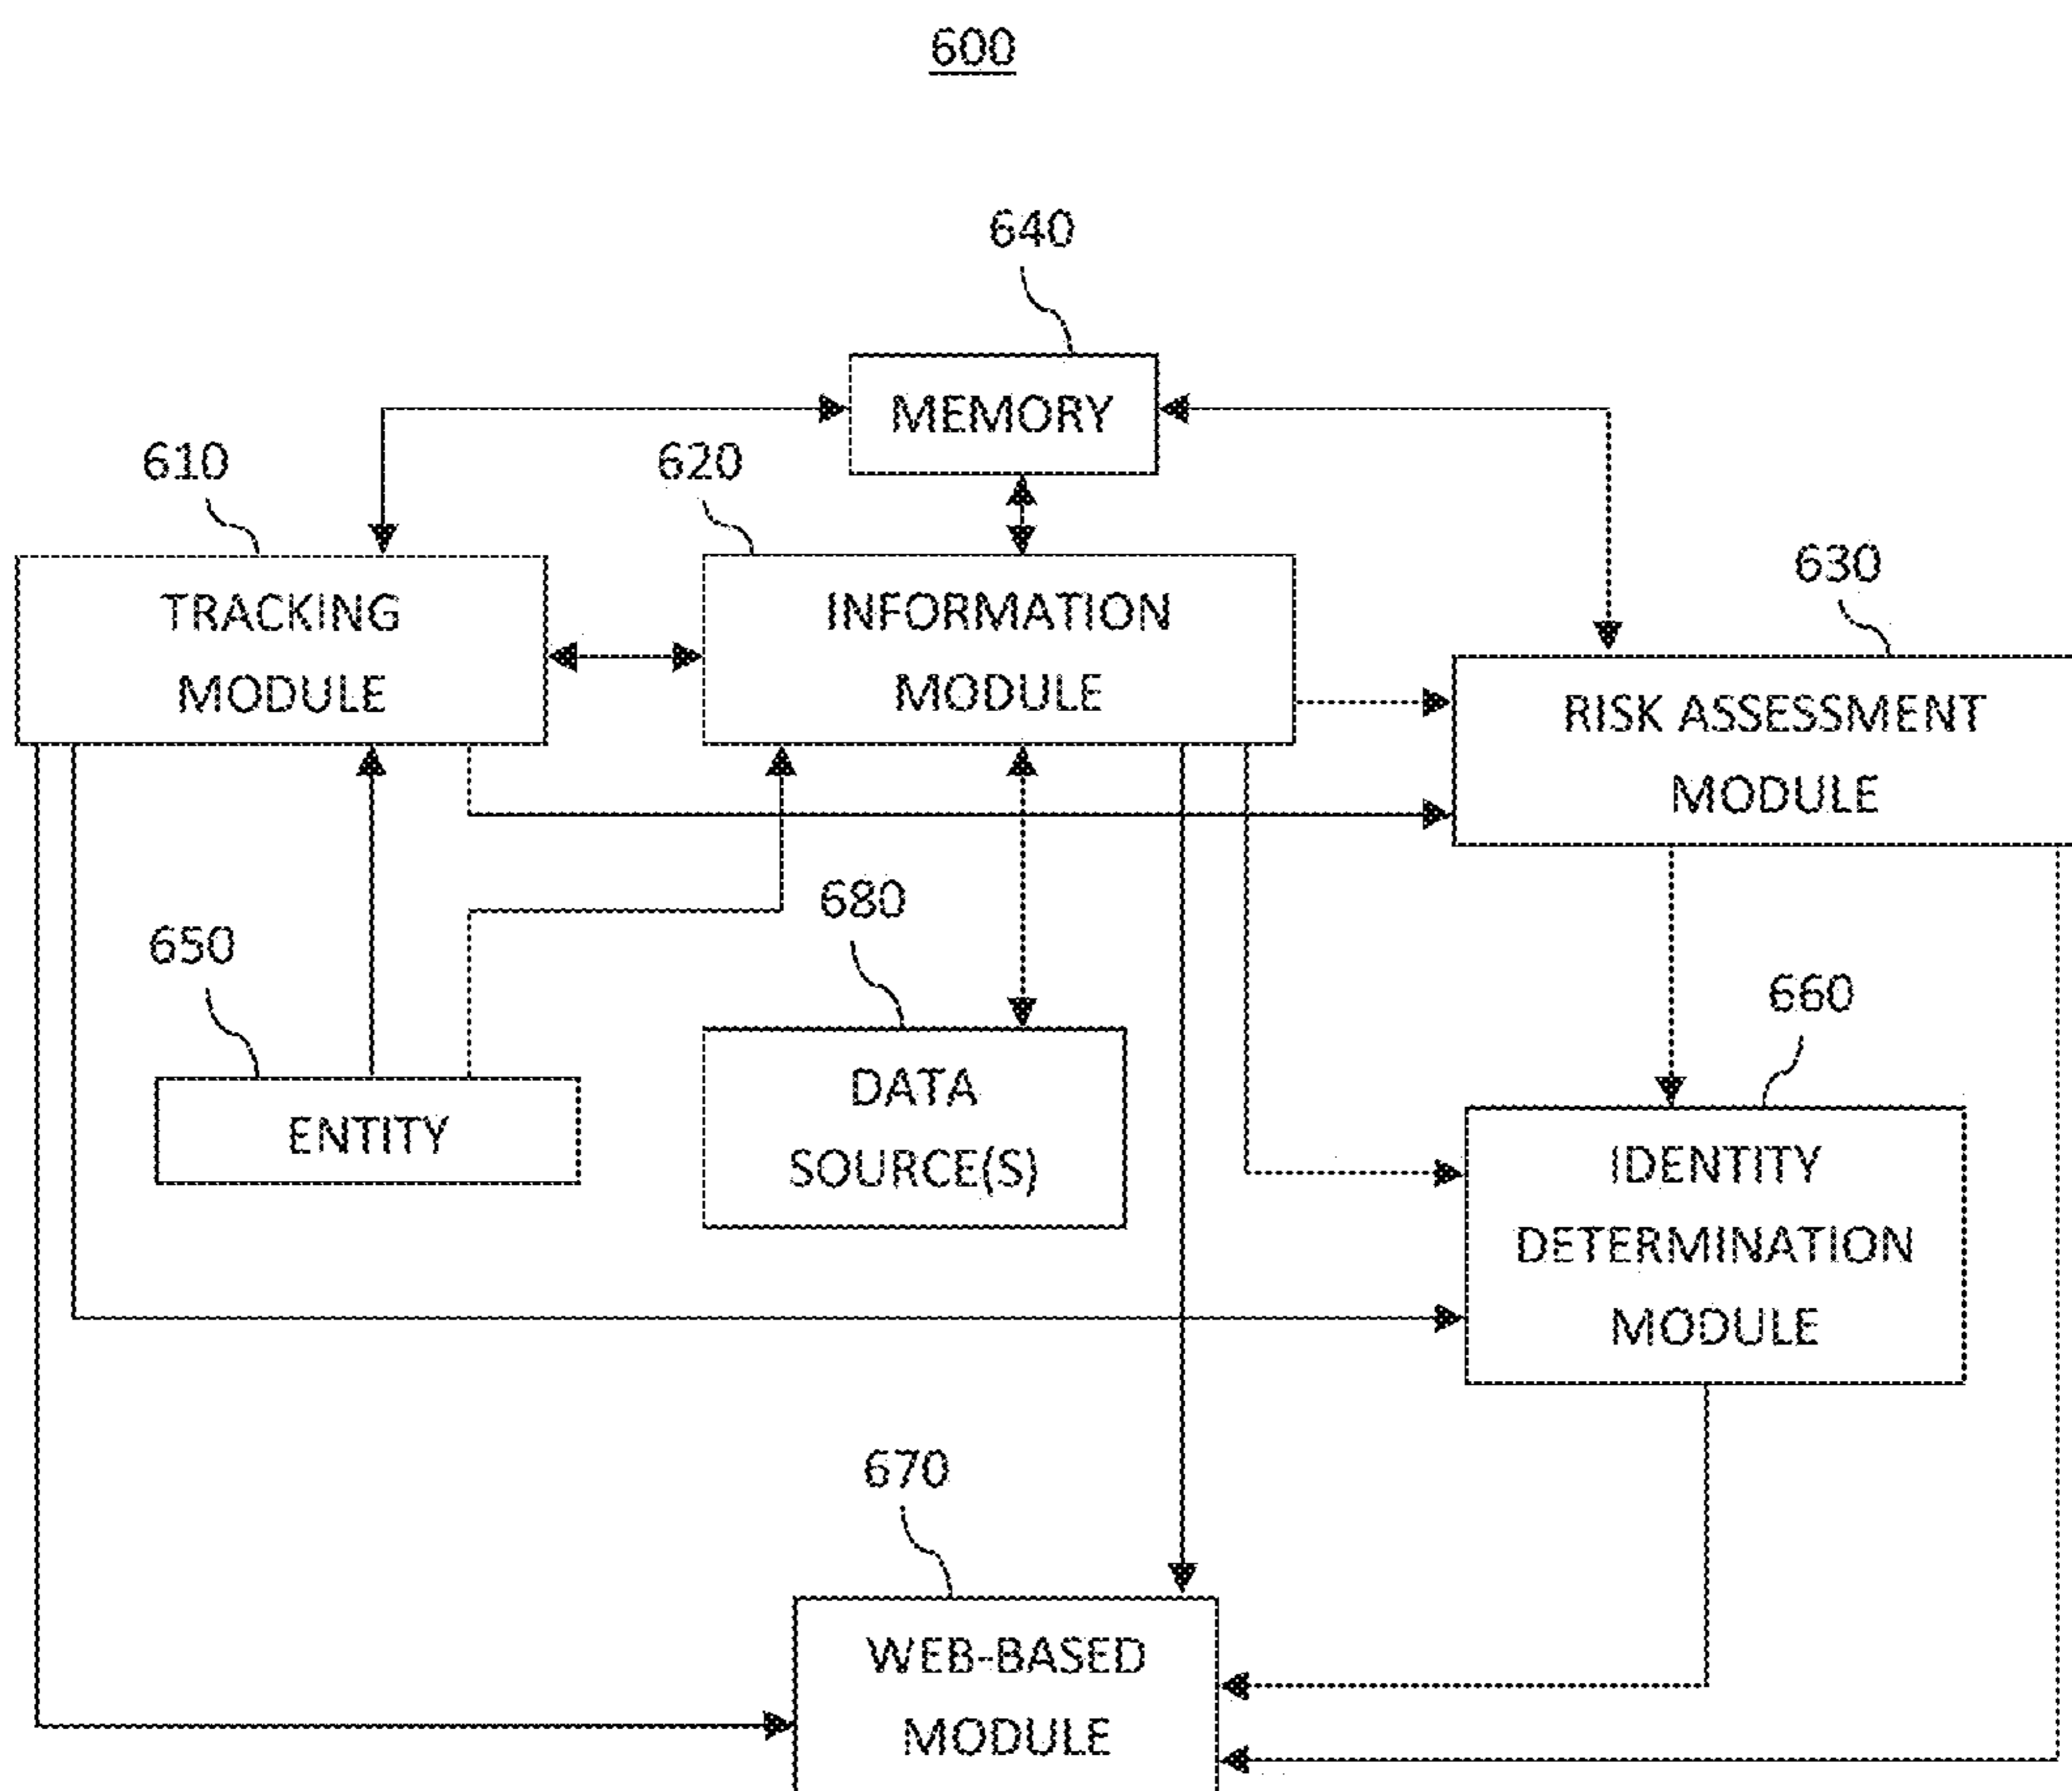 600
640
MEMORY
610
TRACKING
MODULE
620
INFORMATION
MODULE
630
RISK ASSESSMENT
MODULE
650
ENTITY
680
DATA
SOURCE(S)
660
IDENTITY
DETERMINATION
MODULE
670
WEB-BASED
MODULE